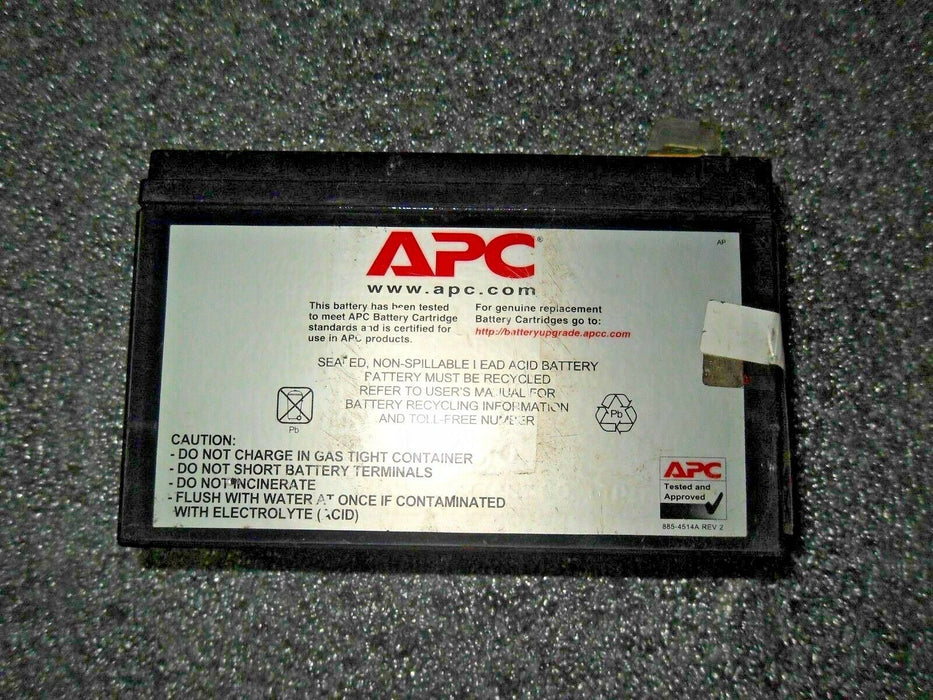 APC®
AP
www.apc.com
This battery has been tested
to meet APC Battery Cartridge
standards and is certified for
use in APC products.
For genuine replacement
Battery Cartridges go to:
http://batteryupgrade.apcc.com
SEALED, NON-SPILLABLE LEAD ACID BATTERY
BATTERY MUST BE RECYCLED
REFER TO USER'S MANUAL FOR
BATTERY RECYCLING INFORMATION
AND TOLL-FREE NUMBER
Pb
Pb
CAUTION:
- DO NOT CHARGE IN GAS TIGHT CONTAINER
- DO NOT SHORT BATTERY TERMINALS
- DO NOT INCINERATE
- FLUSH WITH WATER AT ONCE IF CONTAMINATED
WITH ELECTROLYTE (ACID)
APC
Tested and
Approved
885-4514A REV 2